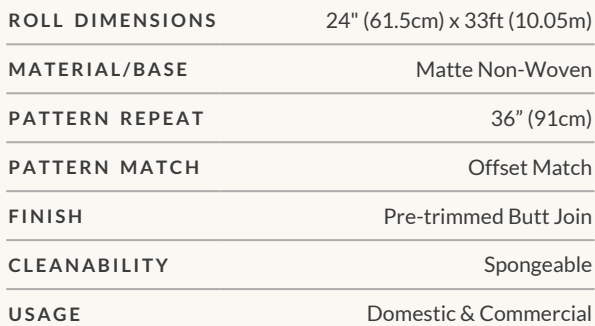 ROLL DIMENSIONS 24" (61.5cm) x 33ft (10.05m)
MATERIAL/BASE Matte Non-Woven
PATTERN REPEAT 36” (91cm)
PATTERN MATCH Offset Match
FINISH Pre-trimmed Butt Join
CLEANABILITY Spongeable
USAGE Domestic & Commercial